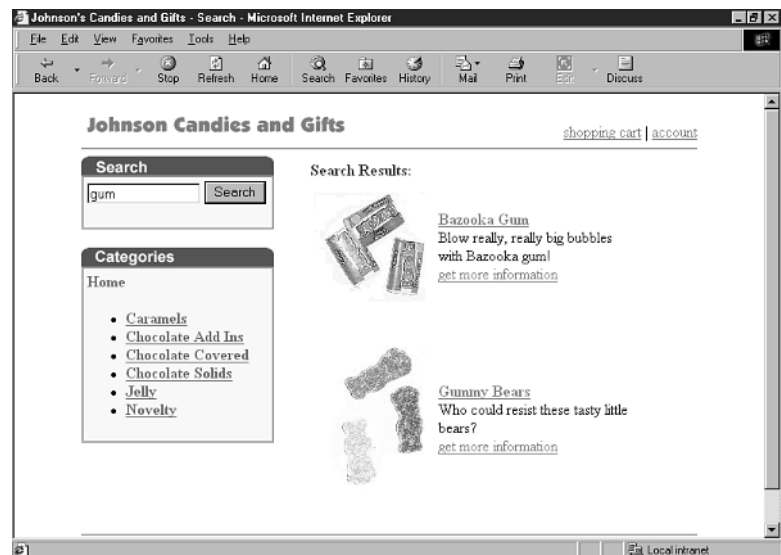 Johnson's Candies and Gifts - Search - Microsoft Internet Explorer
File Edit View Favorites Tools Help
Back Forward Stop Refresh Home Search Favorites History Mail Print Edit Discuss
Johnson Candies and Gifts
shopping cart | account
Search
gum Search
Categories
Home
Caramels
Chocolate Add Ins
Chocolate Covered
Chocolate Solids
Jelly
Novelty
Search Results:
Bazooka Gum
Blow really, really big bubbles
with Bazooka gum!
get more information
Gummy Bears
Who could resist these tasty little
bears?
get more information
Local intranet